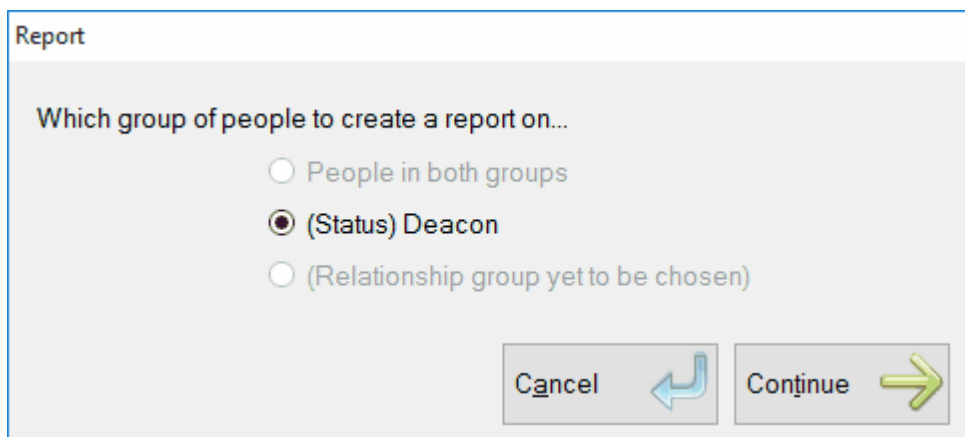 Report
Which group of people to create a report on...
People in both groups
(Status) Deacon
(Relationship group yet to be chosen)
Cancel
Continue